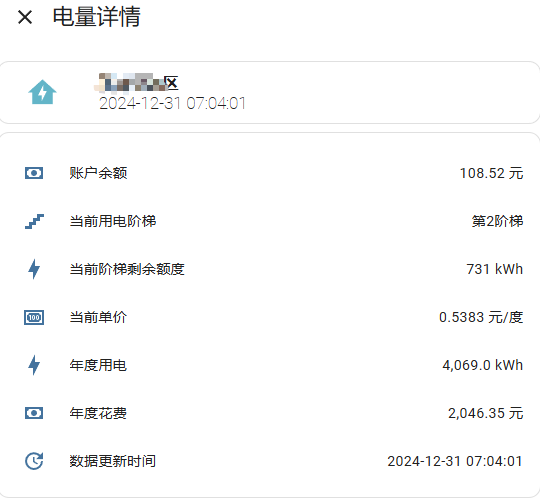 电量详情
区
2024-12-31 07:04:01
账户余额
108.52 元
当前用电阶梯
第2阶梯
当前阶梯剩余额度
731 kWh
100
当前单价
0.5383 元/度
年度用电
4,069.0 kWh
年度花费
2,046.35 元
数据更新时间
2024-12-31 07:04:01